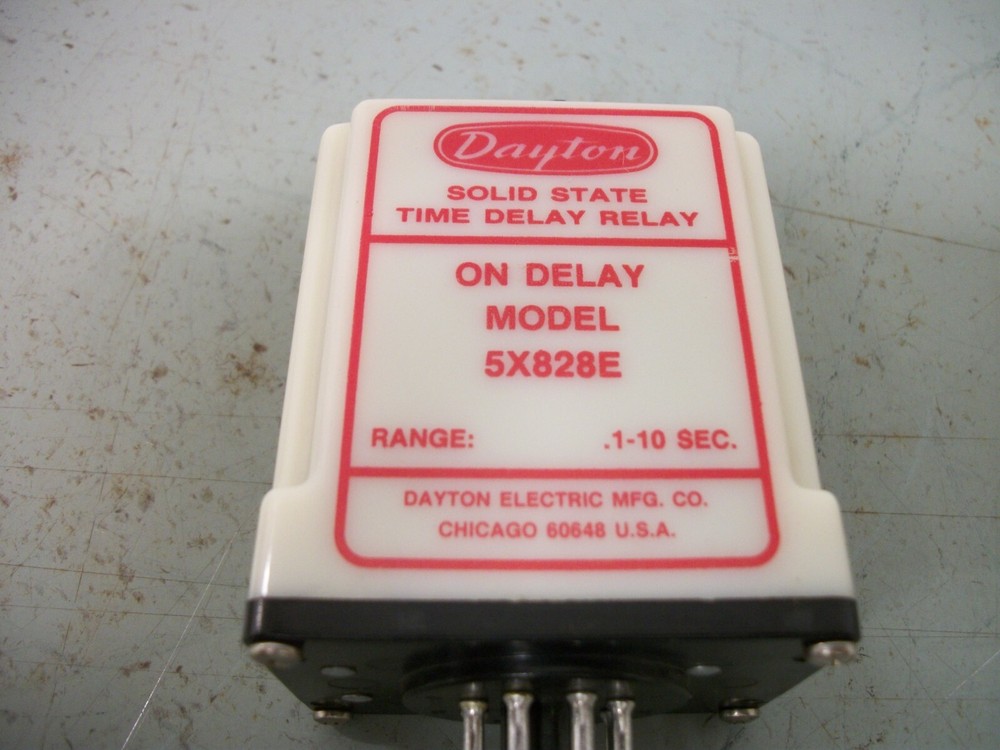 Dayton
SOLID STATE
TIME DELAY RELAY
ON DELAY
MODEL
5X828E
RANGE: .1-10 SEC.
DAYTON ELECTRIC MFG. CO.
CHICAGO 60648 U.S.A.